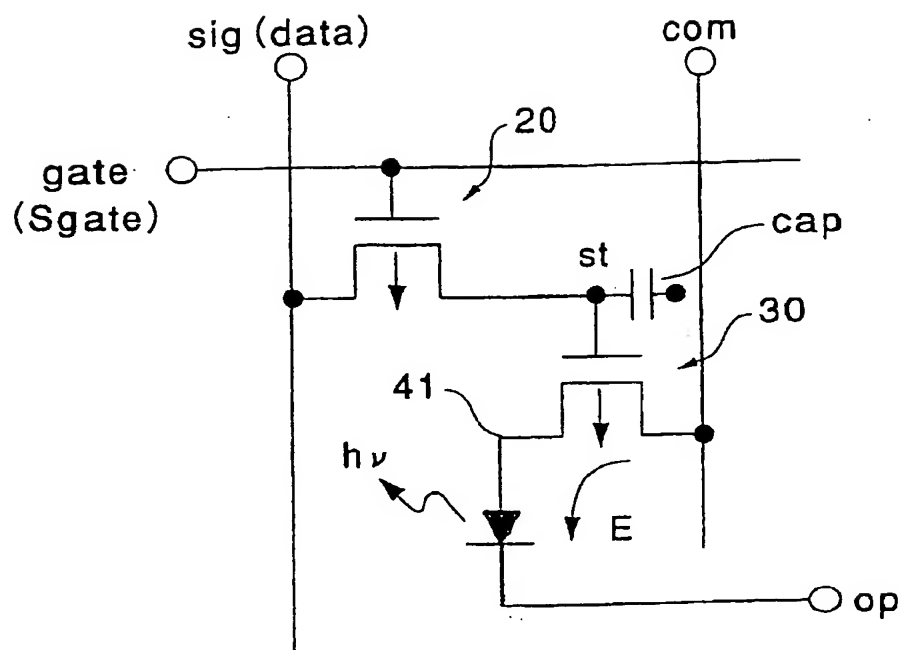 sig (data)
com
20
gate
(Sgate)
cap
st
30
41
hν
E
op